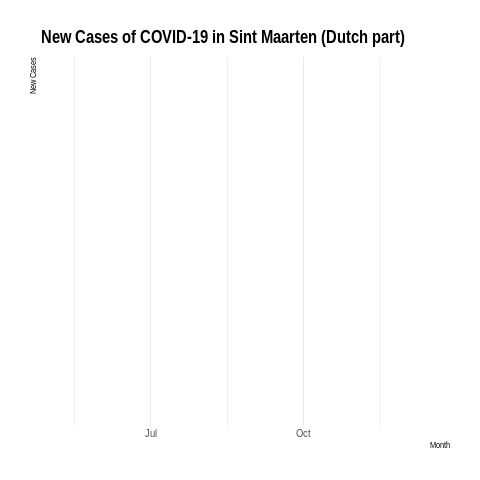 New Cases of COVID-19 in Sint Maarten (Dutch part)
New Cases
Jul
Oct
Month